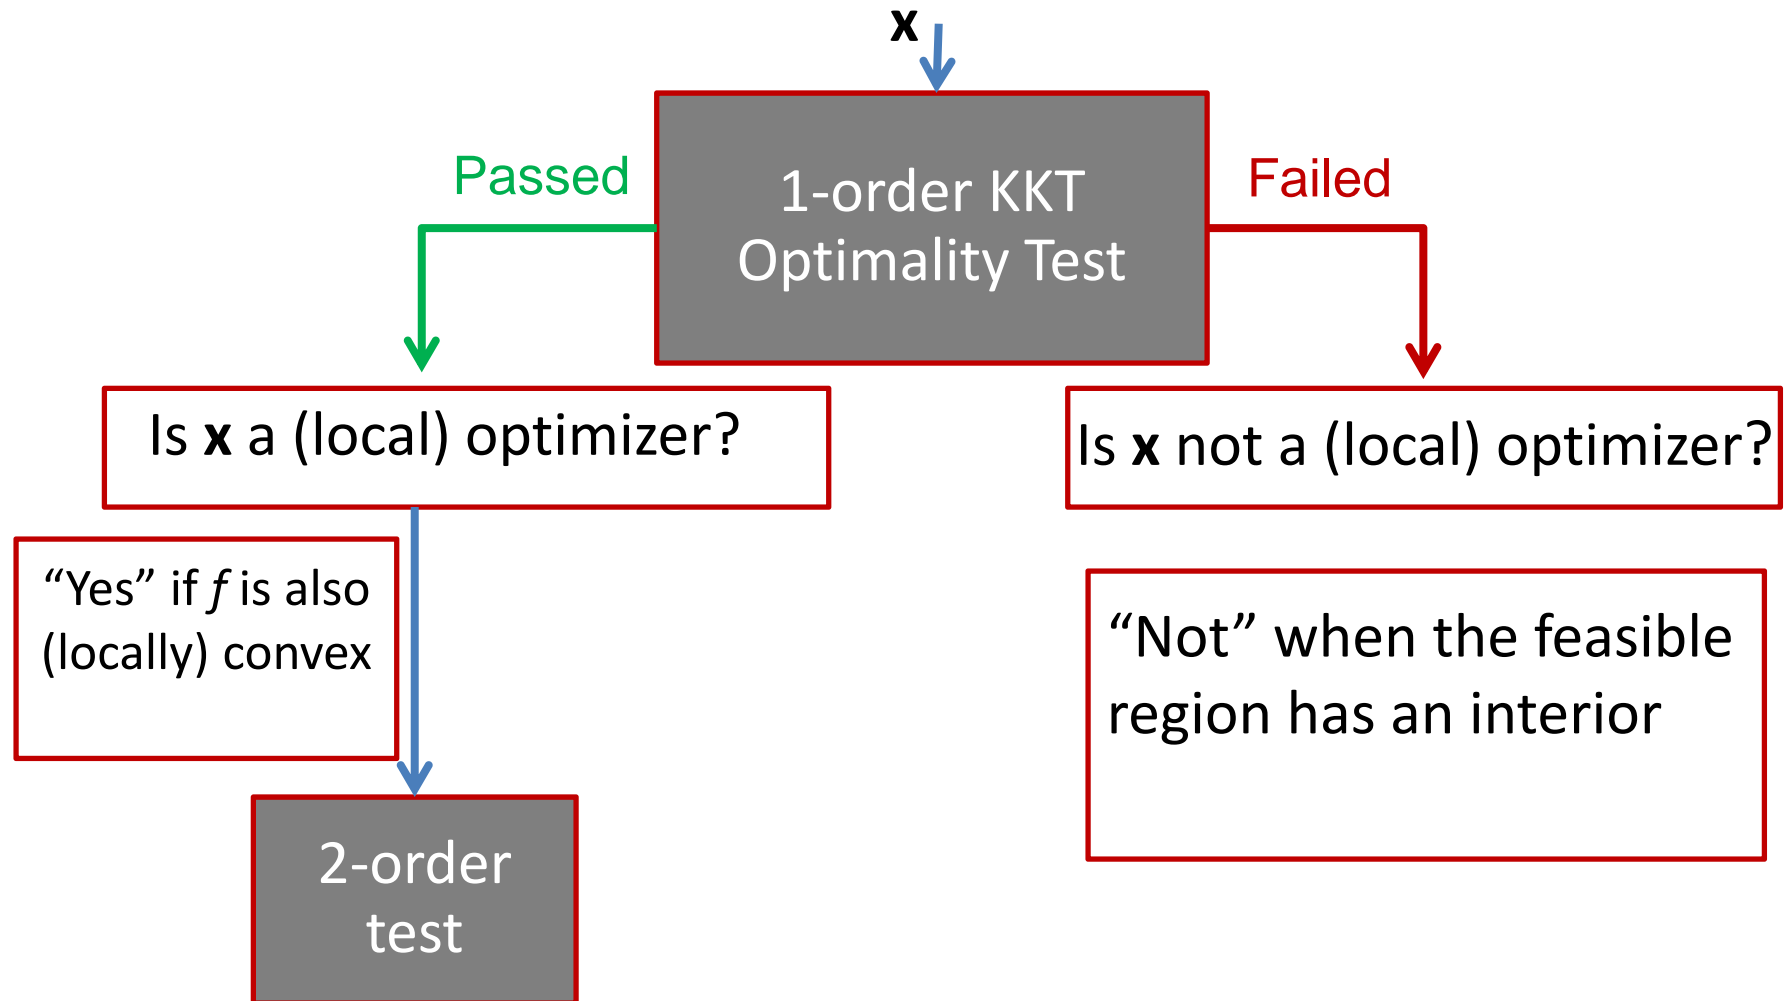 x
Passed
1-order KKT
Optimality Test
Failed
Is x a (local) optimizer?
Is x not a (local) optimizer?
“Yes” if f is also
(locally) convex
“Not” when the feasible
region has an interior
2-order
test